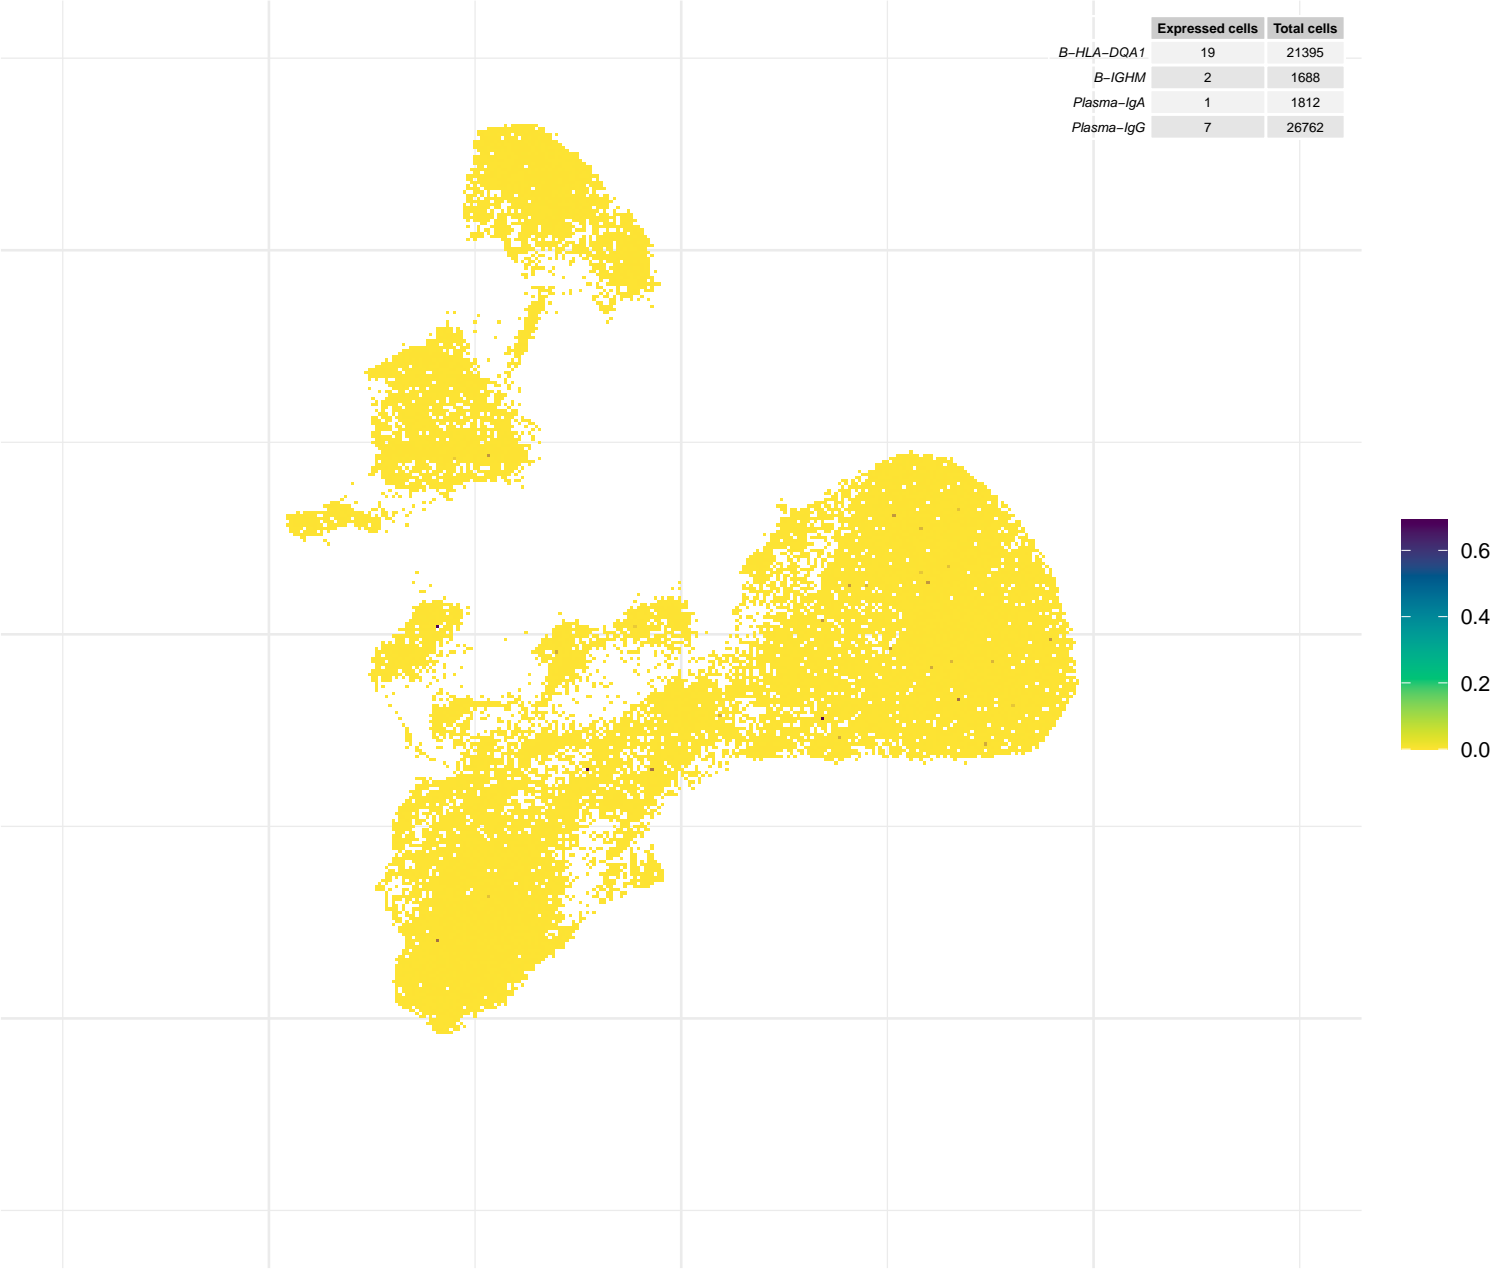 Expressed cells Total cells
B−HLA−DQA1 19 21395
B−IGHM 2 1688
Plasma−IgA 1 1812
Plasma−IgG 7 26762
0.6
0.4
0.2
0.0